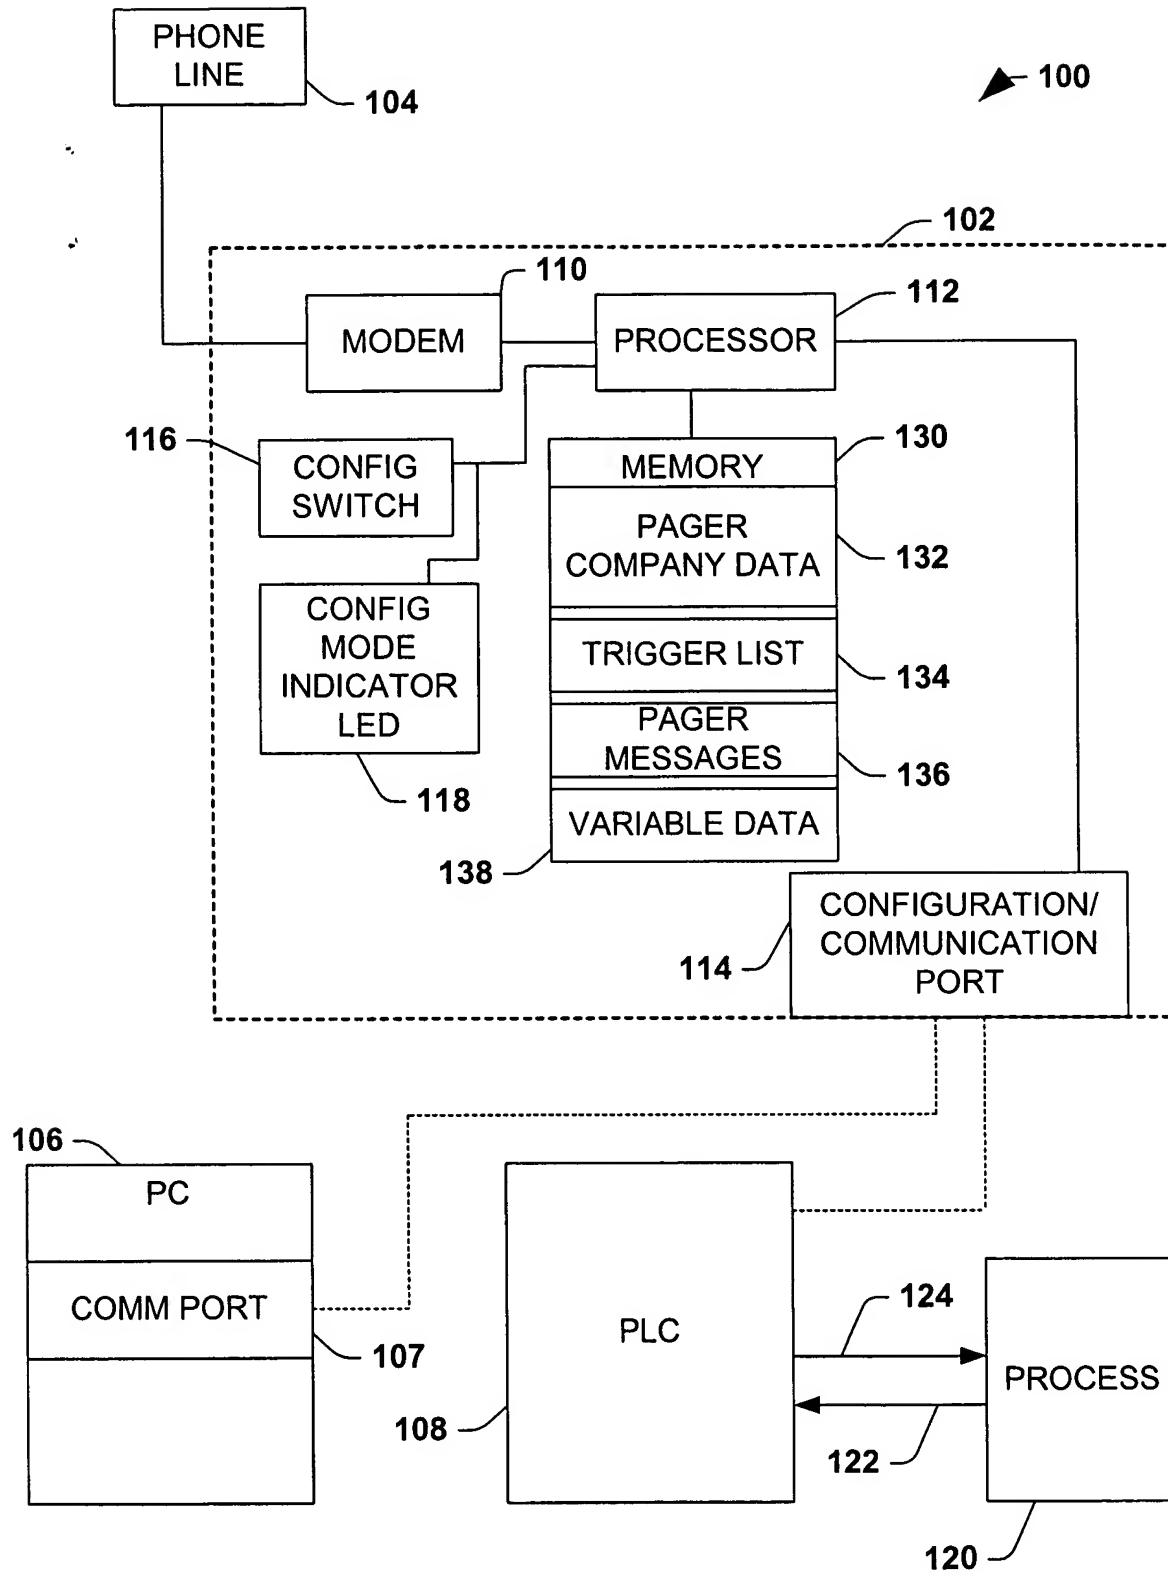 PHONE
LINE
104
100
102
110
112
MODEM
PROCESSOR
116
130
CONFIG
SWITCH
MEMORY
PAGER
COMPANY DATA
132
CONFIG
MODE
INDICATOR
LED
TRIGGER LIST
134
PAGER
MESSAGES
136
118
VARIABLE DATA
138
CONFIGURATION/
COMMUNICATION
PORT
114
106
PC
COMM PORT
107
PLC
108
124
PROCESS
122
120